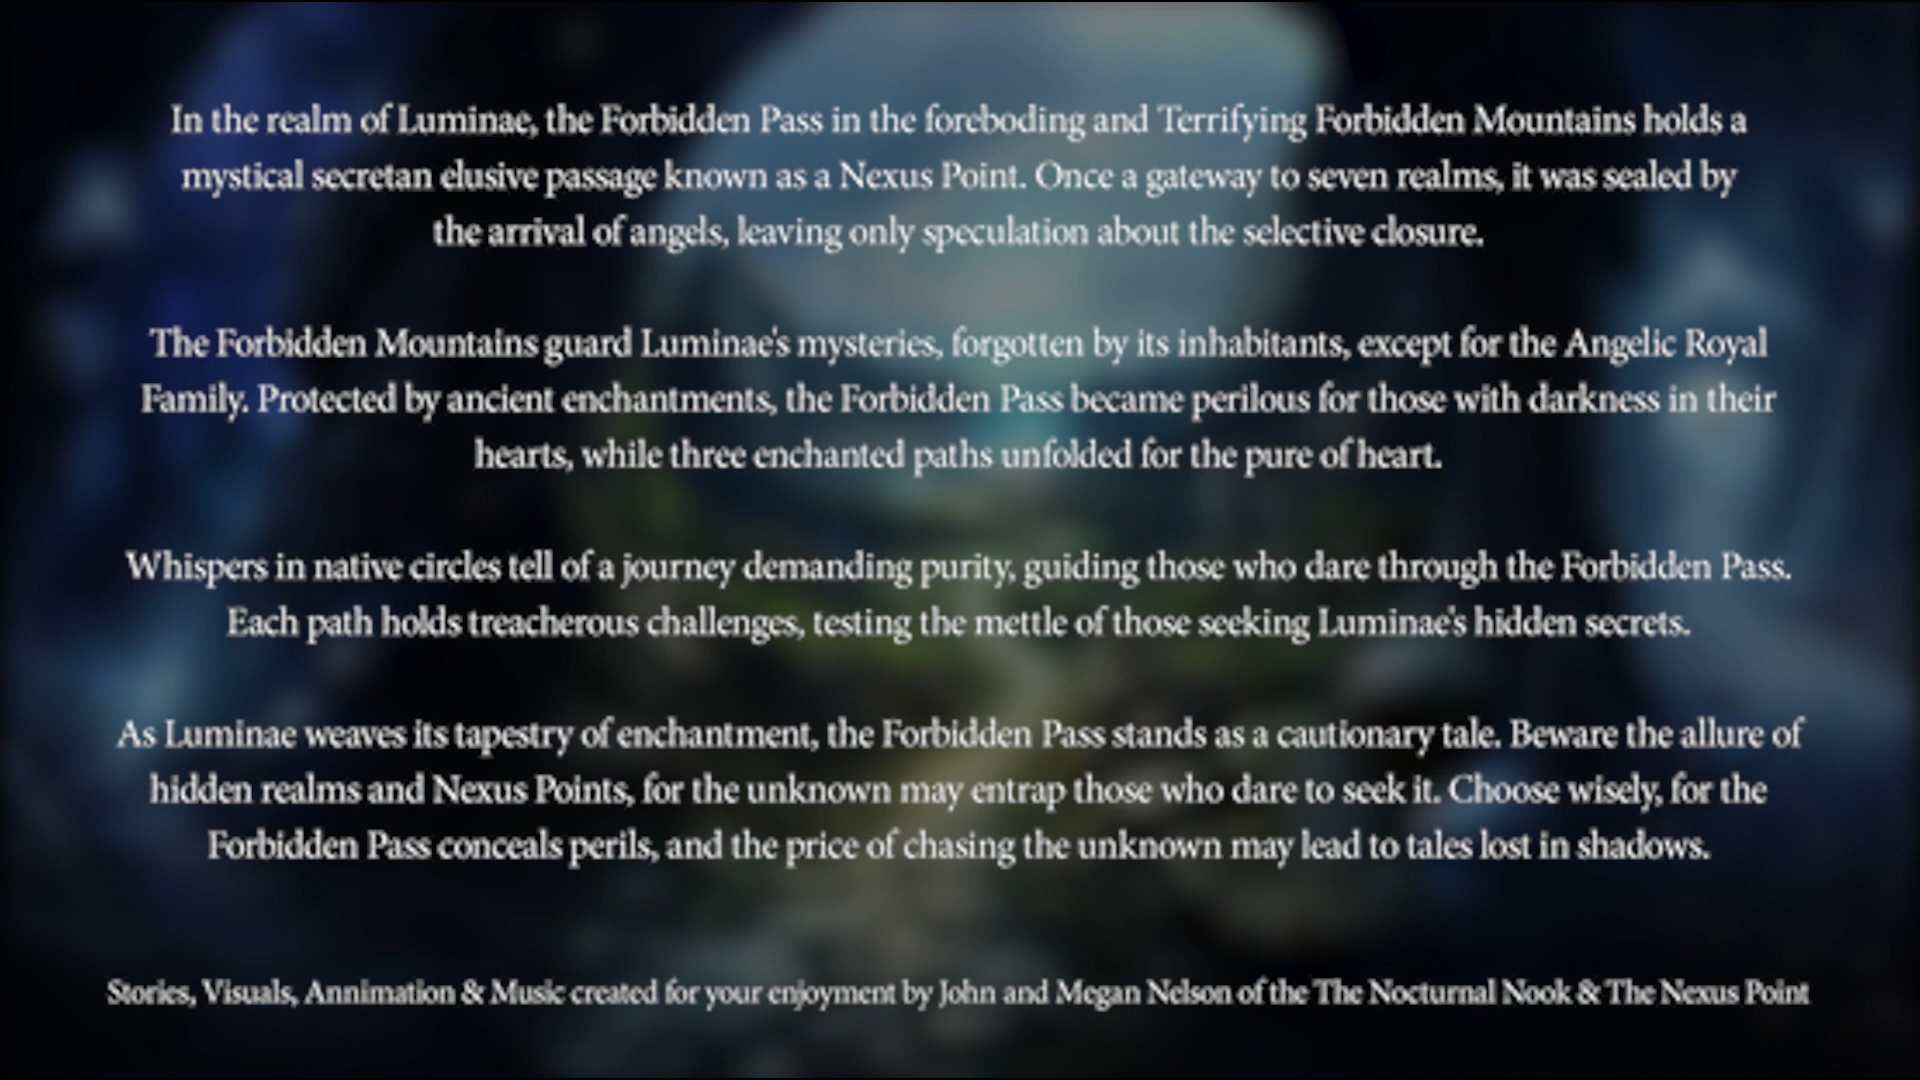 In the realm of Luminae, the Forbidden Pass in the foreboding and Terrifying Forbidden Mountains holds a
mystical secretan elusive passage known as a Nexus Point. Once a gateway to seven realms, it was sealed by
the arrival of angels, leaving only speculation about the selective closure.
The Forbidden Mountains guard Luminae's mysteries, forgotten by its inhabitants, except for the Angelic Royal
Family. Protected by ancient enchantments, the Forbidden Pass became perilous for those with darkness in their
hearts, while three enchanted paths unfolded for the pure of heart.
Whispers in native circles tell of a journey demanding purity, guiding those who dare through the Forbidden Pass.
Each path holds treacherous challenges, testing the mettle of those seeking Luminae's hidden secrets.
As Luminae weaves its tapestry of enchantment, the Forbidden Pass stands as a cautionary tale. Beware the allure of
hidden realms and Nexus Points, for the unknown may entrap those who dare to seek it. Choose wisely, for the
Forbidden Pass conceals perils, and the price of chasing the unknown may lead to tales lost in shadows.
Stories, Visuals, Annimation & Music created for your enjoyment by John and Megan Nelson of the The Nocturnal Nook & The Nexus Point